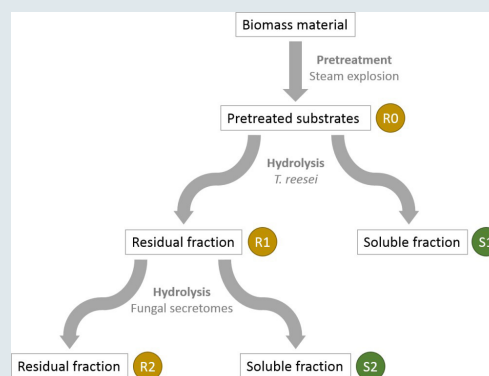 Biomass material
Pretreatment
Steam explosion
Pretreated substrates R0
Hydrolysis
T. reesei
Residual fraction R1 Soluble fraction S1
Hydrolysis
Fungal secretomes
Residual fraction R2 Soluble fraction S2